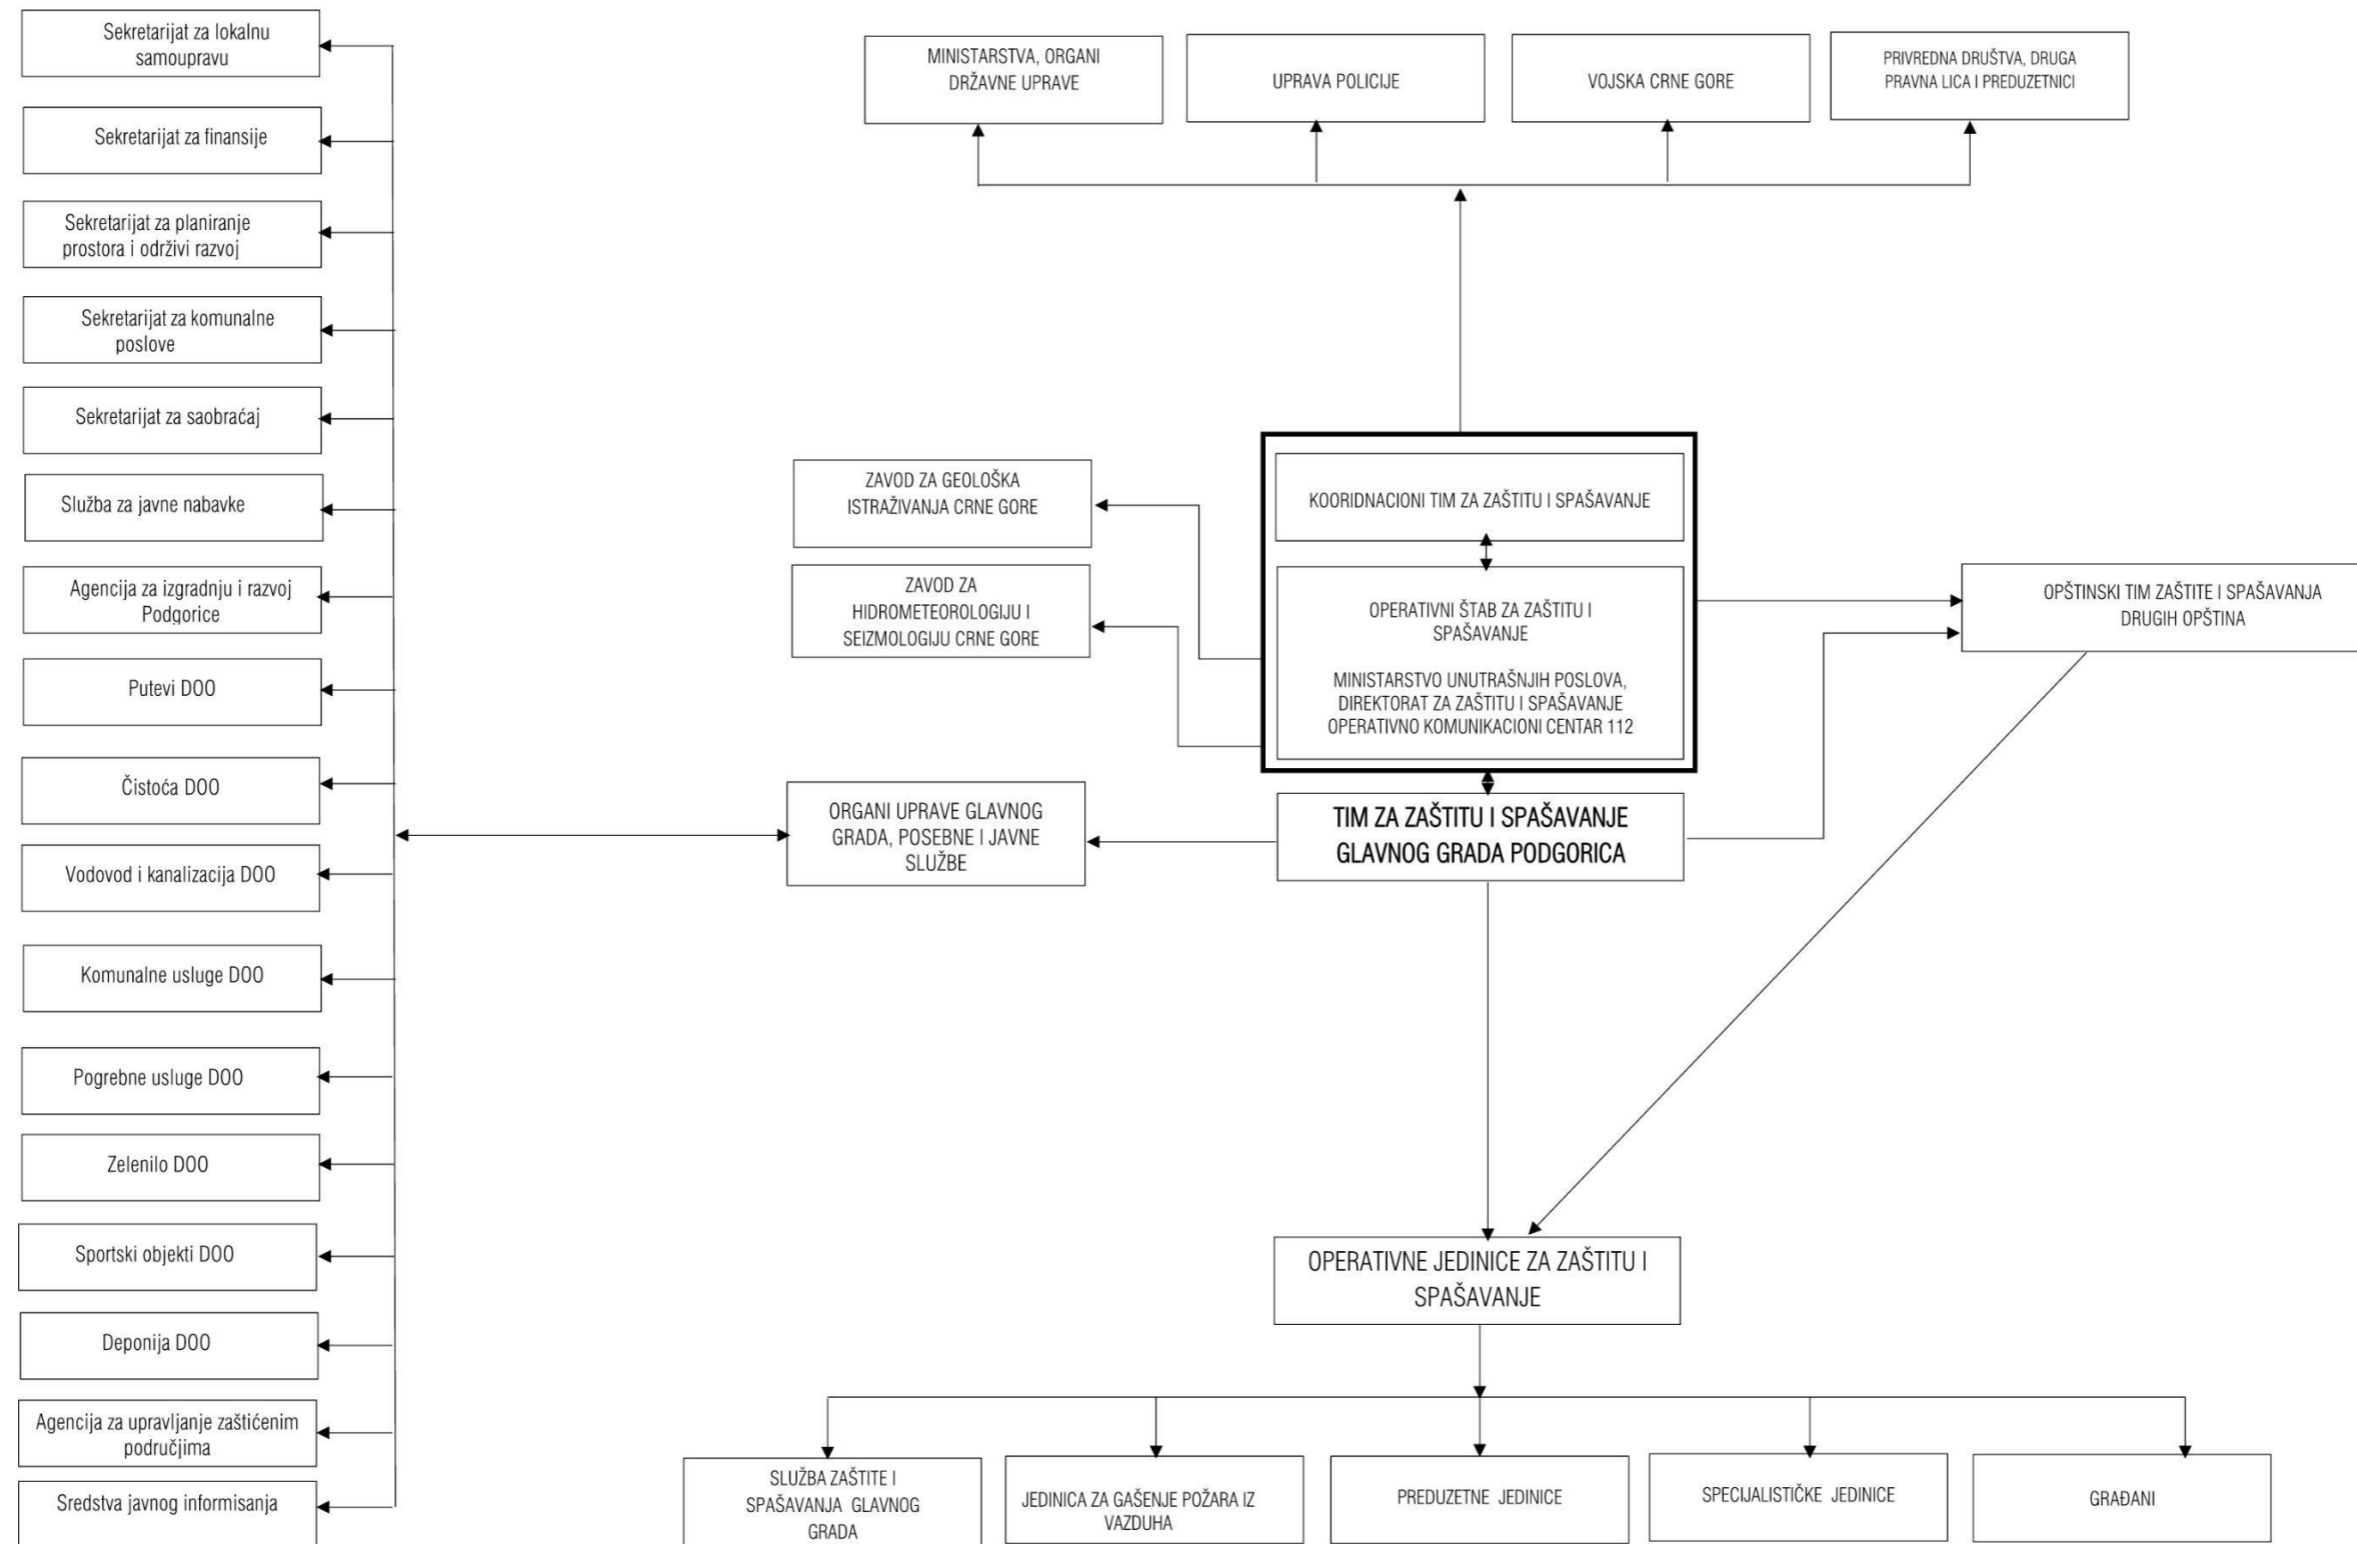 Sekretarijat za lokalnu
samoupravu
Sekretarijat za finansije
Sekretarijat za planiranje
prostora i održivi razvoj
Sekretarijat za komunalne
poslove
Sekretarijat za saobraćaj
Služba za javne nabavke
Agencija za izgradnju i razvoj
Podgorice
Putevi DOO
Čistoća DOO
Vodovod i kanalizacija DOO
Komunalne usluge DOO
Pogrebne usluge DOO
Zelenilo DOO
Sportski objekti DOO
Deponija DOO
Agencija za upravljanje zaštićenim
područjima
Sredstva javnog informisanja
MINISTARSTVA, ORGANI
DRŽAVNE UPRAVE
UPRAVA POLICIJE
VOJSKA CRNE GORE
PRIVREDNA DRUŠTVA, DRUGA
PRAVNA LICA I PREDUZETNICI
ZAVOD ZA GEOLOŠKA
ISTRAŽIVANJA CRNE GORE
ZAVOD ZA
HIDROMETEOROLOGIJU I
SEIZMOLOGIJU CRNE GORE
KOORIDNACIONI TIM ZA ZAŠTITU I SPAŠAVANJE
OPERATIVNI ŠTAB ZA ZAŠTITU I
SPAŠAVANJE
MINISTARSTVO UNUTRAŠNJIH POSLOVA,
DIREKTORAT ZA ZAŠTITU I SPAŠAVANJE
OPERATIVNO KOMUNIKACIONI CENTAR 112
OPŠTINSKI TIM ZAŠTITE I SPAŠAVANJA
DRUGIH OPŠTINA
ORGANI UPRAVE GLAVNOG
GRADA, POSEBNE I JAVNE
SLUŽBE
TIM ZA ZAŠTITU I SPAŠAVANJE
GLAVNOG GRADA PODGORICA
OPERATIVNE JEDINICE ZA ZAŠTITU I
SPAŠAVANJE
SLUŽBA ZAŠTITE I
SPAŠAVANJA GLAVNOG
GRADA
JEDINICA ZA GAŠENJE POŽARA IZ
VAZDUHA
PREDUZETNE JEDINICE
SPECIJALISTIČKE JEDINICE
GRAĐANI